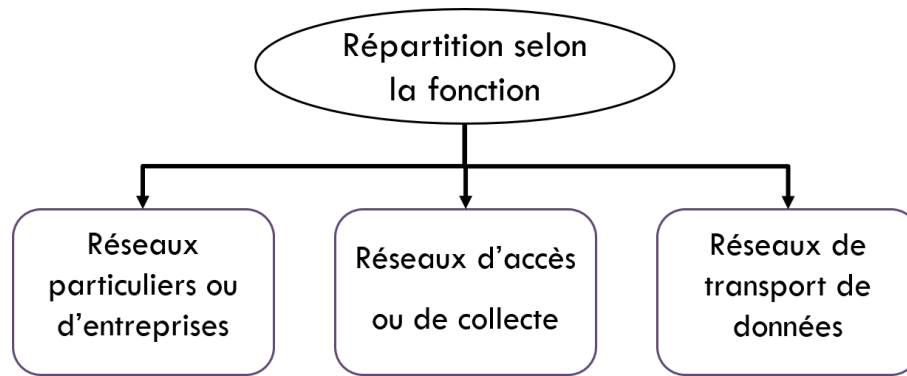 Répartition selon
la fonction
Réseaux
particuliers ou
d'entreprises
Réseaux d'accès
ou de collecte
Réseaux de
transport de
données